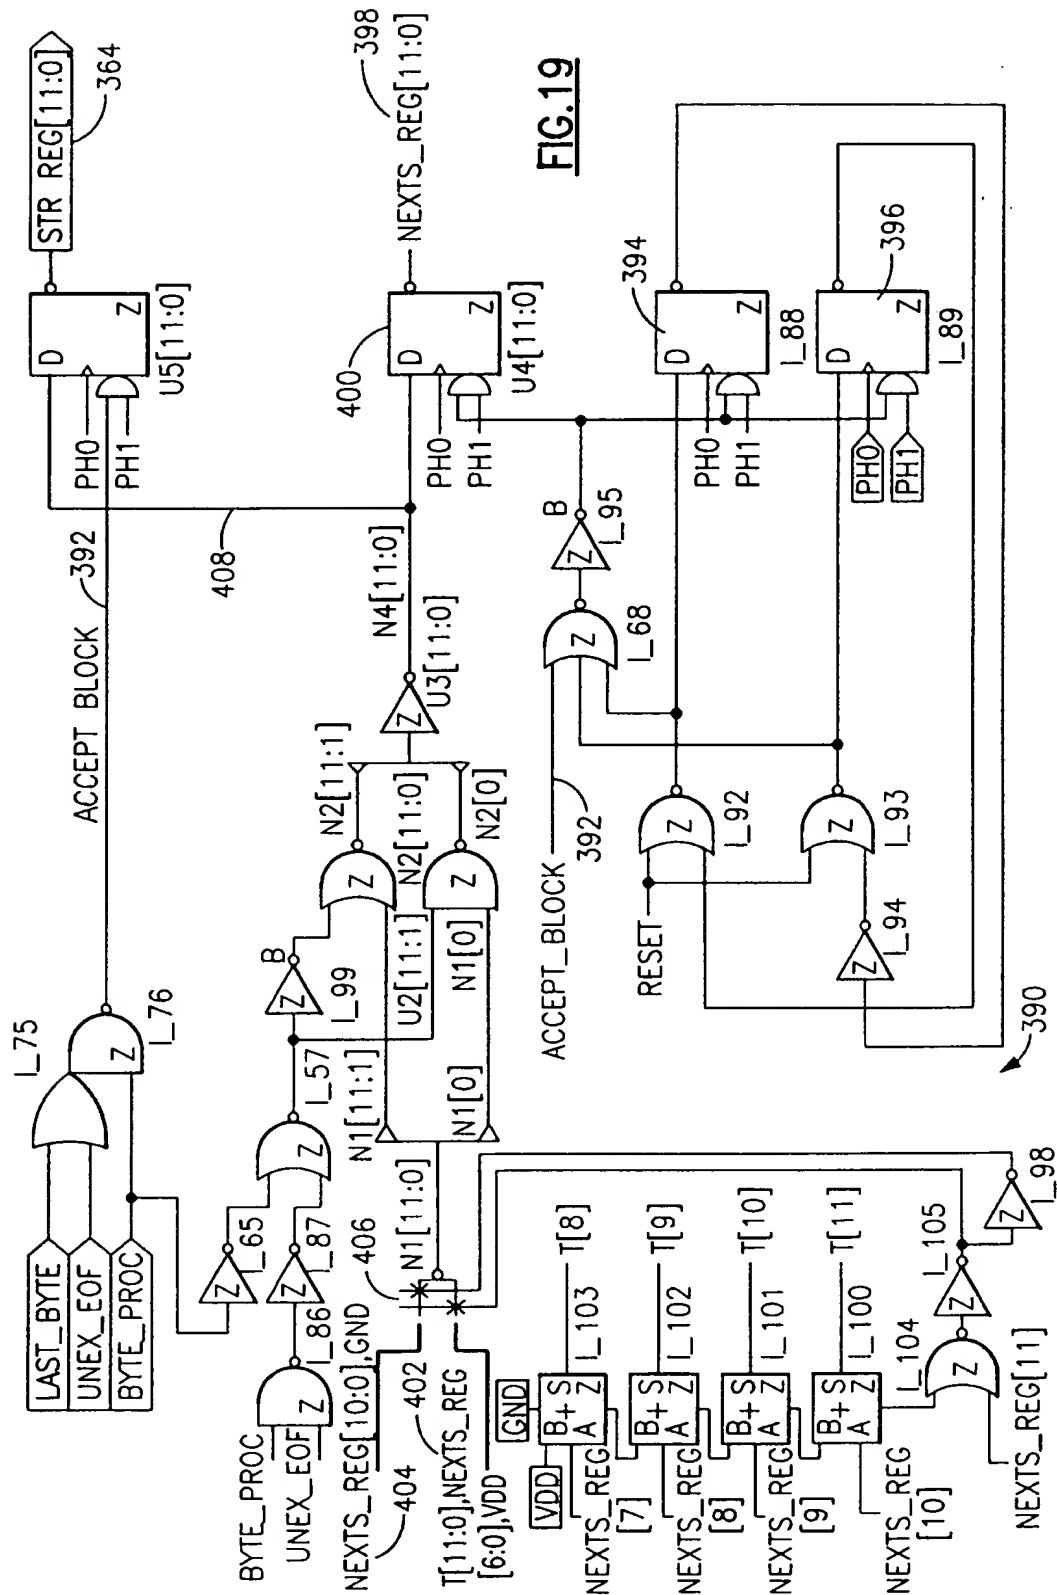 FIG.19
STR REG[11:0]
364
398
NEXTS_REG[11:0]
D
Z
U5[11:0]
PH0
PH1
400
D
Z
U4[11:0]
PH0
PH1
394
D
Z
I_88
PH0
PH1
396
D
Z
I_89
PH0
PH1
392
ACCEPT BLOCK
408
N4[11:0]
Z
U3[11:0]
B
Z
I_95
Z
I_68
ACCEPT_BLOCK
392
RESET
Z
I_92
Z
I_93
Z
I_94
390
I_75
Z
I_76
LAST_BYTE
UNEX_EOF
BYTE_PROC
Z
I_65
Z
I_87
Z
I_86
BYTE_PROC
UNEX_EOF
Z
I_57
B
Z
I_99
N2[11:1]
Z
N2[11:0]
N2[0]
Z
U2[11:1]
N1[0]
N1[11:1]
N1[0]
N1[11:0]
406
NEXTS_REG[10:0],GND
404
402
T[11:0],NEXTS_REG
[6:0],VDD
GND
VDD
B+S
A Z
NEXTS_REG
[7]
I_103
T[8]
B+S
A Z
NEXTS_REG
[8]
I_102
T[9]
B+S
A Z
NEXTS_REG
[9]
I_101
T[10]
B+S
A Z
NEXTS_REG
[10]
I_100
T[11]
I_104
Z
NEXTS_REG[11]
I_105
Z
Z
I_98